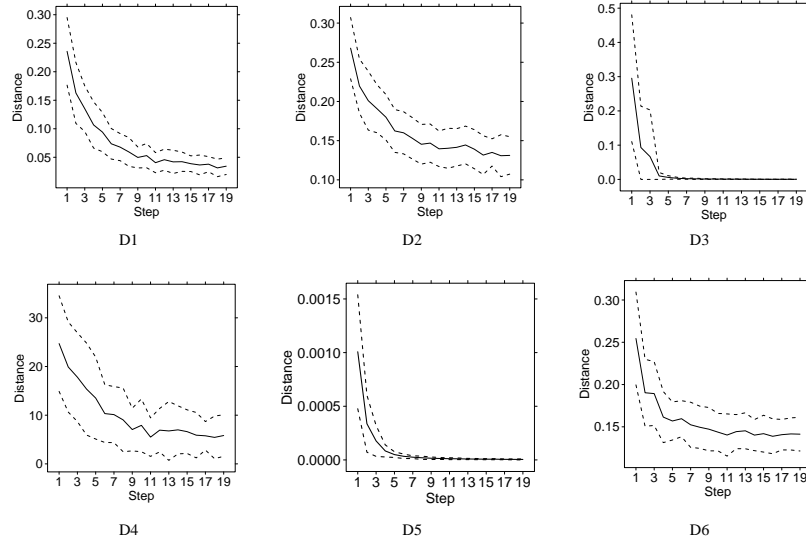 0.30
0.25
0.20
0.15
0.10
0.05
Distance
1 3 5 7 9 11 13 15 17 19
Step
D1
0.30
0.25
0.20
0.15
0.10
Distance
1 3 5 7 9 11 13 15 17 19
Step
D2
0.5
0.4
0.3
0.2
0.1
0.0
Distance
1 3 5 7 9 11 13 15 17 19
Step
D3
30
20
10
0
Distance
1 3 5 7 9 11 13 15 17 19
Step
D4
0.0015
0.0010
0.0005
0.0000
Distance
1 3 5 7 9 11 13 15 17 19
Step
D5
0.30
0.25
0.20
0.15
Distance
1 3 5 7 9 11 13 15 17 19
Step
D6